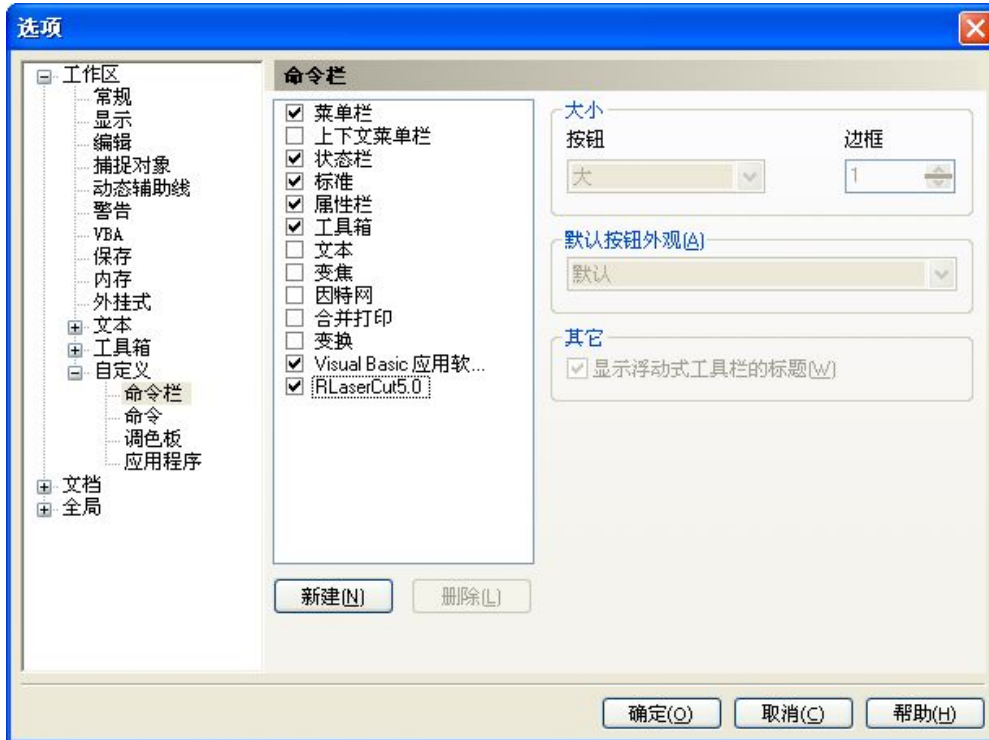 选项
工作区
常规
显示
编辑
捕捉对象
动态辅助线
警告
VBA
保存
内存
外挂式
文本
工具箱
自定义
命令栏
命令
调色板
应用程序
文档
全局
命令栏
菜单栏
上下文菜单栏
状态栏
标准
属性栏
工具箱
文本
变焦
因特网
合并打印
变换
Visual Basic 应用软...
RLaserCut5.0
新建(N)
删除(L)
大小
按钮
边框
大
1
默认按钮外观(A)
默认
其它
显示浮动式工具栏的标题(W)
确定(O)
取消(C)
帮助(H)